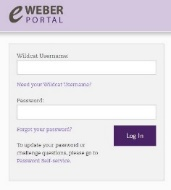 WEBER
PORTAL
Wildcat Username:
Need your Wildcat Username?
Password:
Forgot your password?
Log In
To update your password or
challenge questions, please go to
Password Self-service.